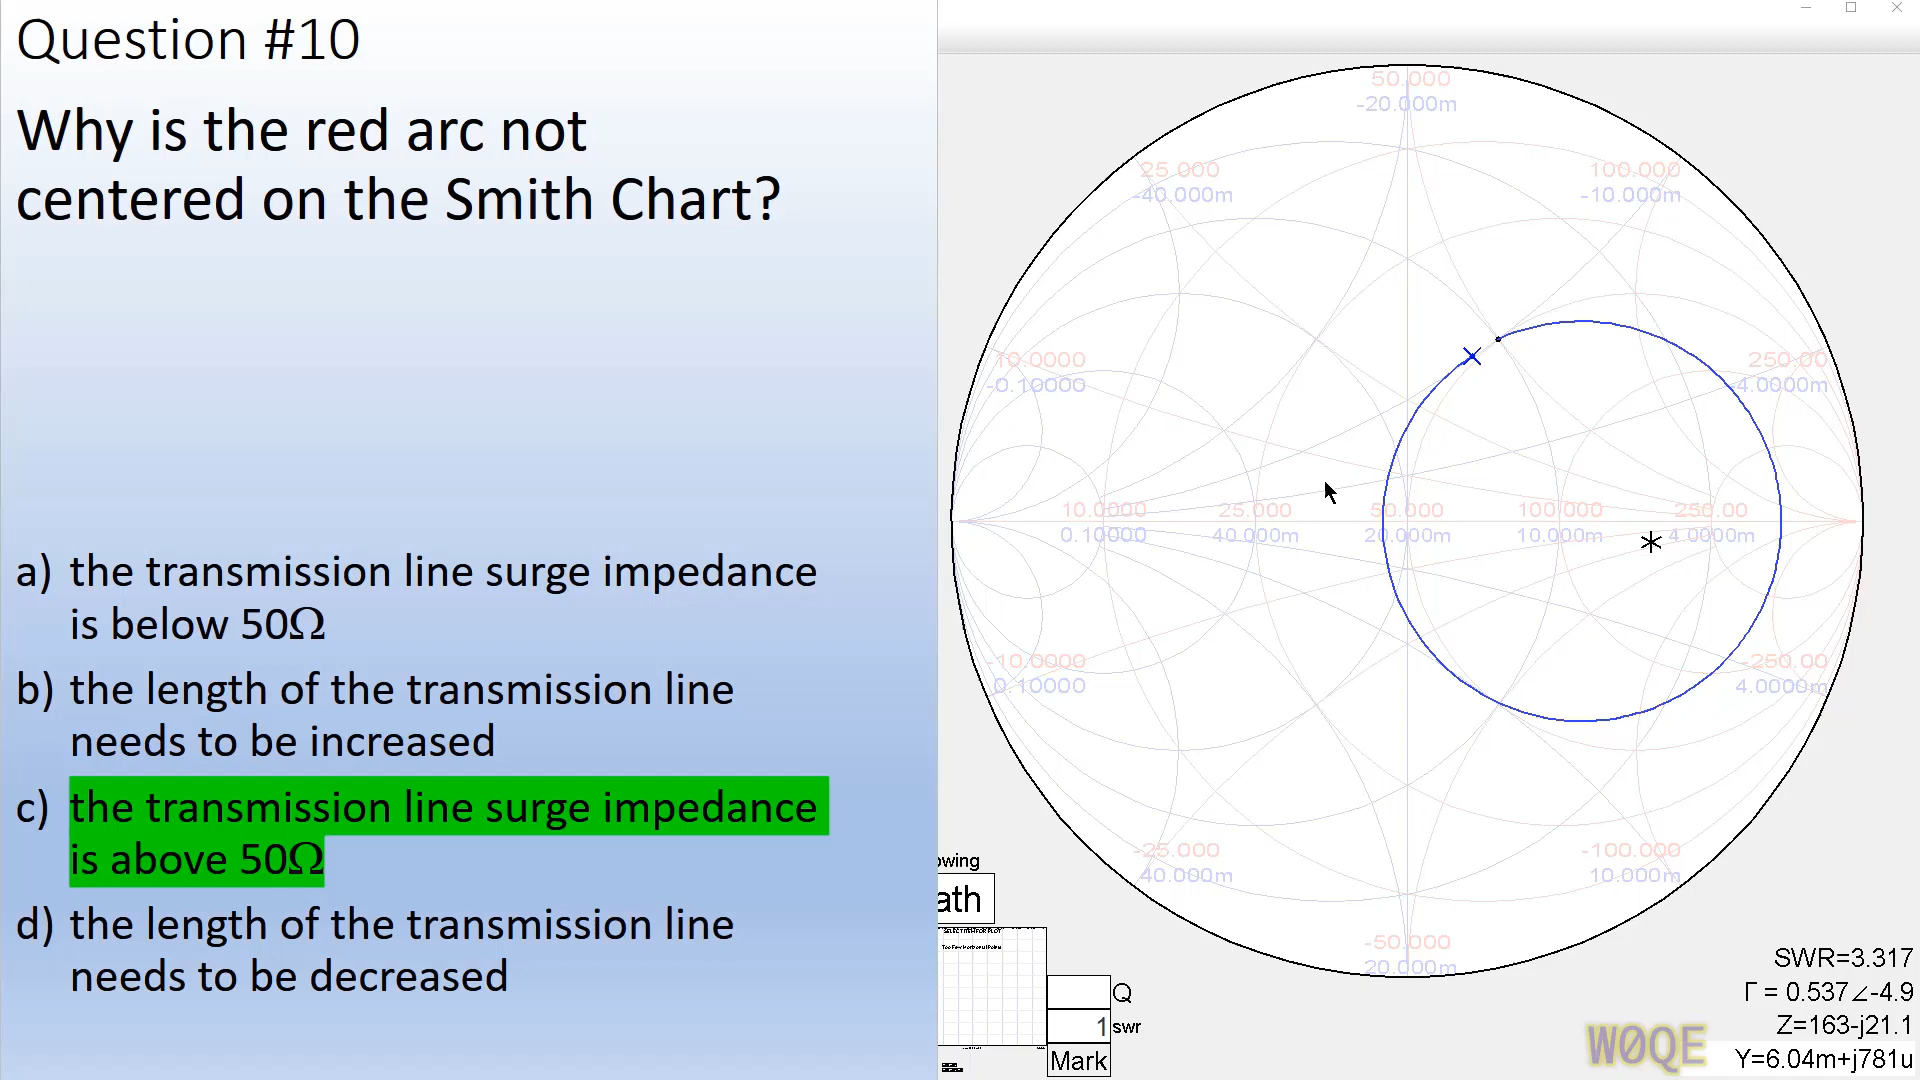 Question #10
Why is the red arc not
centered on the Smith Chart?
a) the transmission line surge impedance
is below 50Ω
b) the length of the transmission line
needs to be increased
c) the transmission line surge impedance
is above 50Ω
d) the length of the transmission line
needs to be decreased
50.000
-20.000m
25.000
-40.000m
100.000
-10.000m
10.0000
-0.10000
250.00
-4.0000m
10.0000
0.10000
25.000
40.000m
50.000
20.000m
100.000
10.000m
250.00
4.0000m
-10.0000
0.10000
-250.00
4.0000m
-25.000
40.000m
-100.000
10.000m
-50.000
20.000m
owing
ath
Q
1 swr
Mark
SWR=3.317
Γ = 0.537∠-4.9
Z=163-j21.1
Y=6.04m+j781u
W0QE